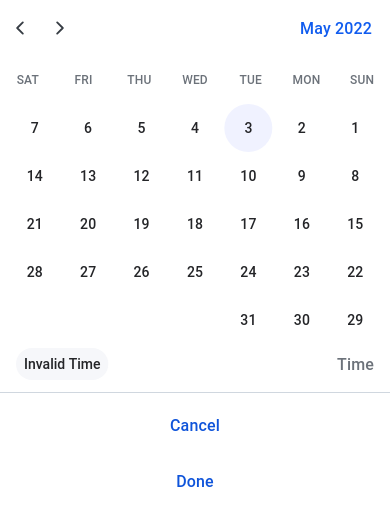 May 2022
SAT FRI THU WED TUE MON SUN
7 6 5 4 3 2 1
14 13 12 11 10 9 8
21 20 19 18 17 16 15
28 27 26 25 24 23 22
31 30 29
Invalid Time Time
Cancel
Done